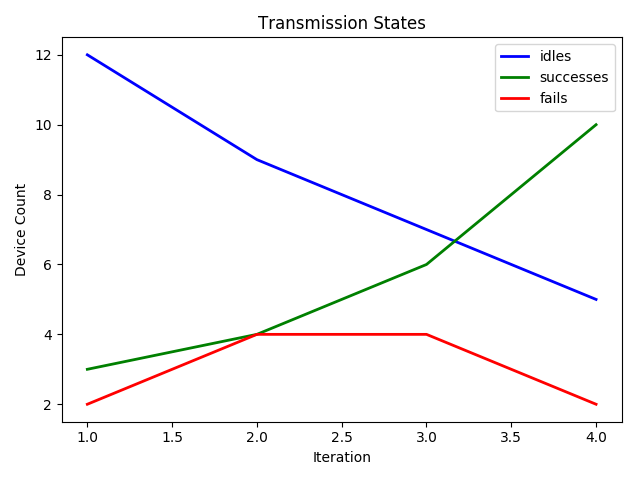 Transmission States
12
10
8
6
4
2
Device Count
idles
successes
fails
1.0 1.5 2.0 2.5 3.0 3.5 4.0
Iteration